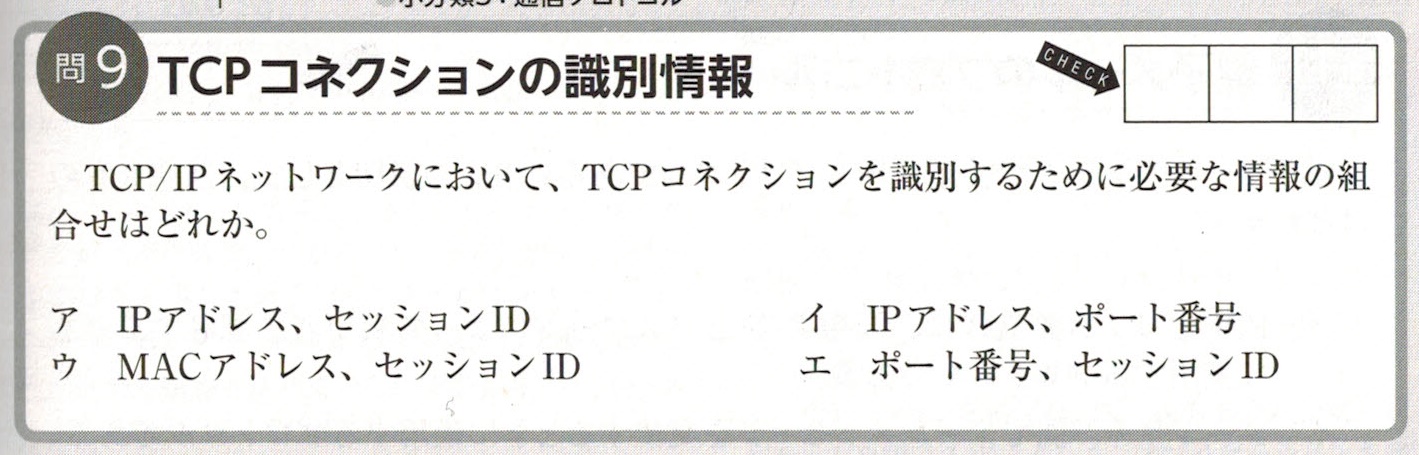 問9 TCPコネクションの識別情報
CHECK
TCP/IPネットワークにおいて、TCPコネクションを識別するために必要な情報の組
合せはどれか。
ア IPアドレス、セッションID イ IPアドレス、ポート番号
ウ MACアドレス、セッションID エ ポート番号、セッションID